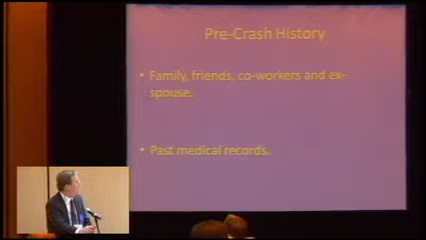 Pre-Crash History
• Family, friends, co-workers and ex-
spouse.
• Past medical records.